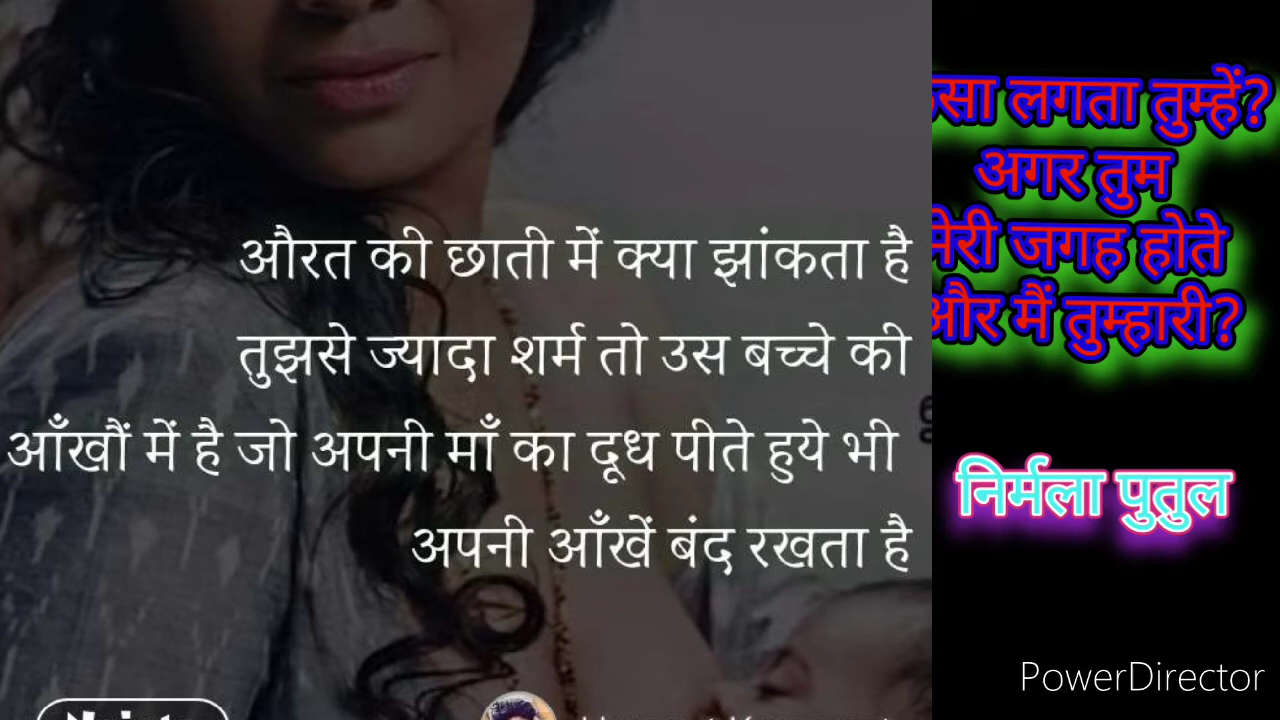 औरत की छाती में क्या झांकता है
तुझसे ज्यादा शर्म तो उस बच्चे की
आँखौं में है जो अपनी माँ का दूध पीते हुये भी
अपनी आँखें बंद रखता है
लगता तुम्हें?
अगर तुम
मेरी जगह होते
और मैं तुम्हारी?
निर्मला पुतुल
PowerDirector